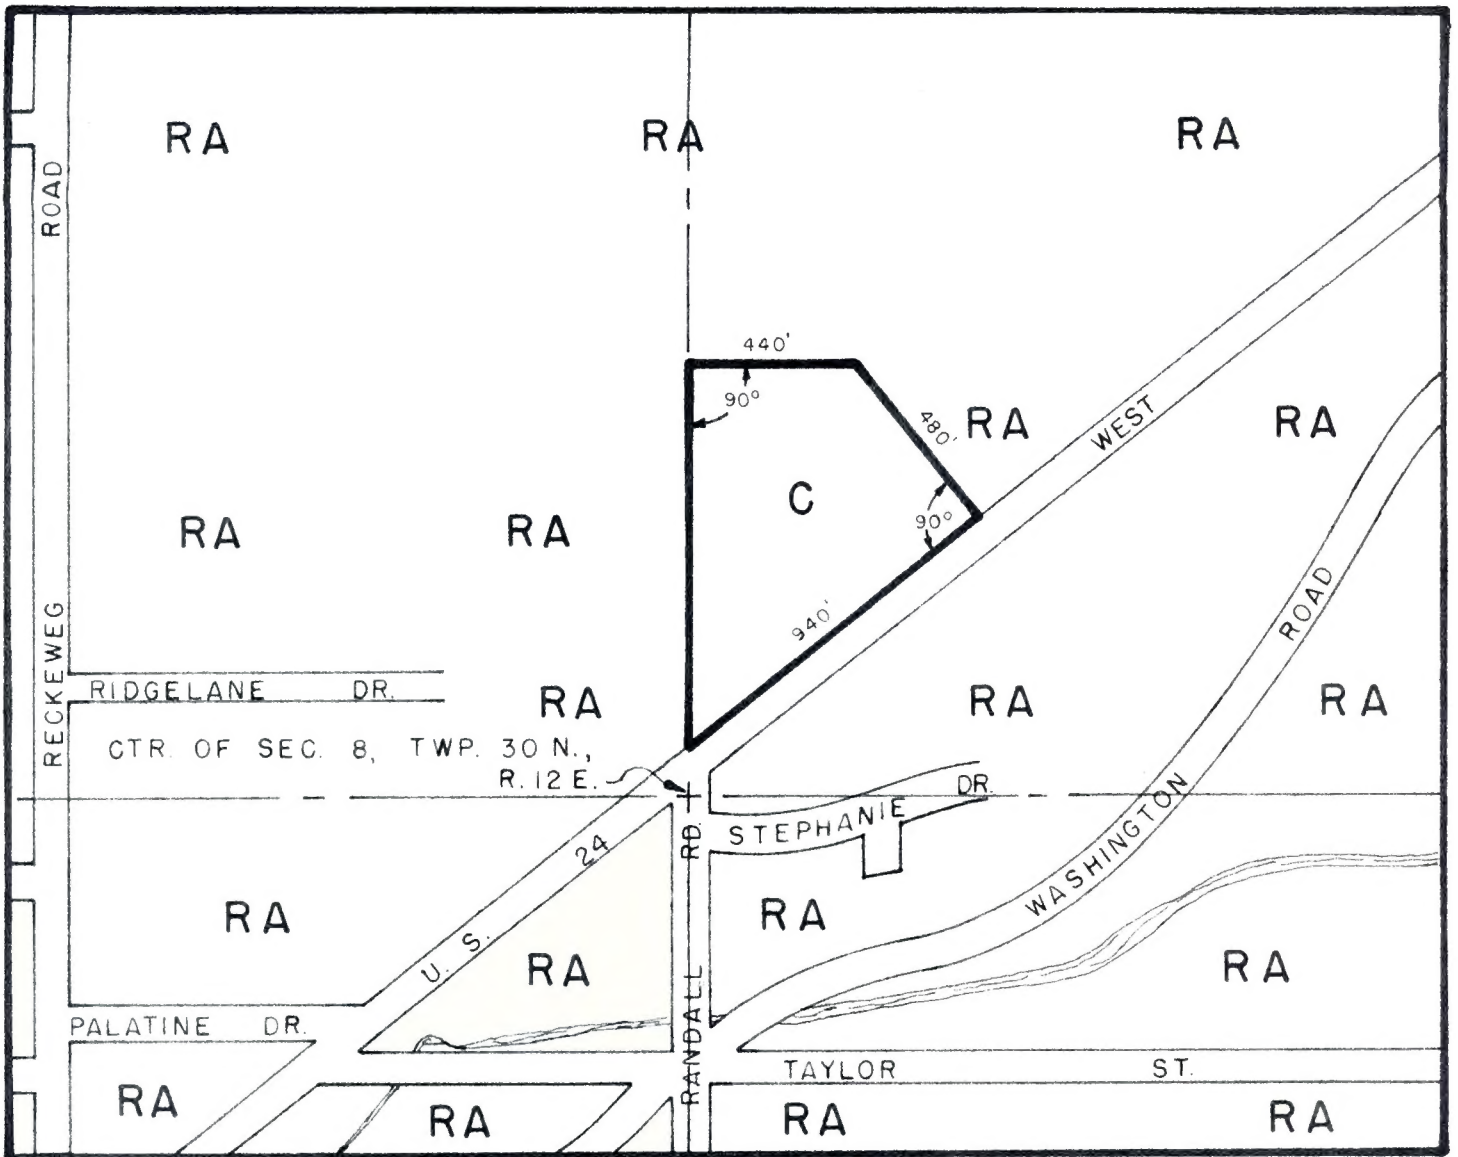 RA
RA
RA
ROAD
440'
90°
480'
RA
WEST
RA
C
90°
RA
RA
940'
ROAD
RECKEWEG
RIDGELANE DR.
RA
RA
RA
CTR. OF SEC. 8, TWP. 30 N.,
R. 12 E.
DR.
STEPHANIE
RD.
24
WASHINGTON
RA
RA
U. S.
RA
RA
RANDALL
PALATINE DR.
TAYLOR ST.
RA
RA
RA
RA